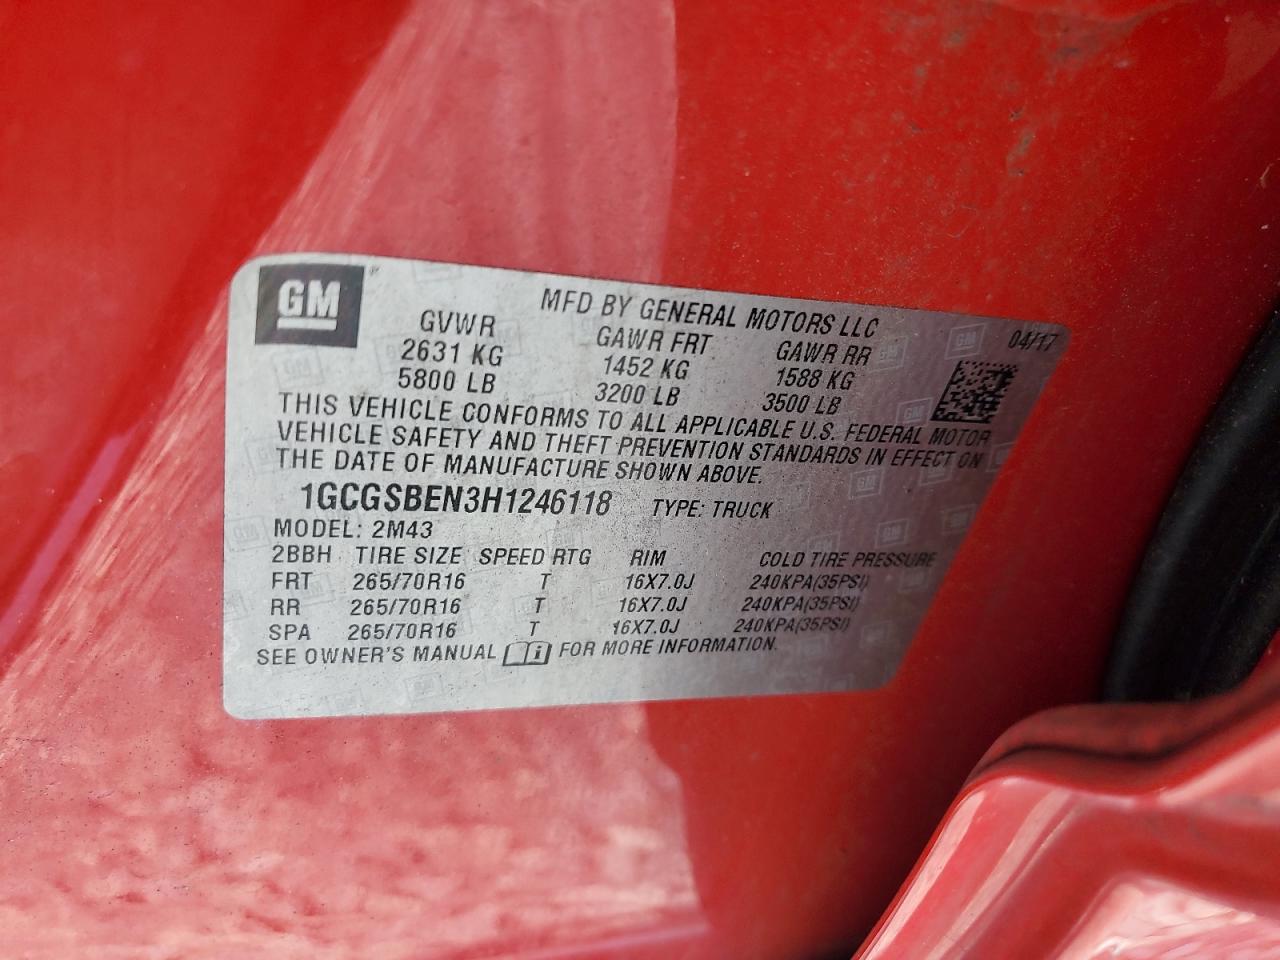 GM
MFD BY GENERAL MOTORS LLC
04/17
GVWR GAWR FRT GAWR RR
2631 KG 1452 KG 1588 KG
5800 LB 3200 LB 3500 LB
THIS VEHICLE CONFORMS TO ALL APPLICABLE U.S. FEDERAL MOTOR
VEHICLE SAFETY AND THEFT PREVENTION STANDARDS IN EFFECT ON
THE DATE OF MANUFACTURE SHOWN ABOVE.
1GCGSBEN3H1246118 TYPE: TRUCK
MODEL: 2M43
2BBH TIRE SIZE SPEED RTG RIM COLD TIRE PRESSURE
FRT 265/70R16 T 16X7.0J 240KPA(35PSI)
RR 265/70R16 T 16X7.0J 240KPA(35PSI)
SPA 265/70R16 T 16X7.0J 240KPA(35PSI)
SEE OWNER'S MANUAL i FOR MORE INFORMATION.